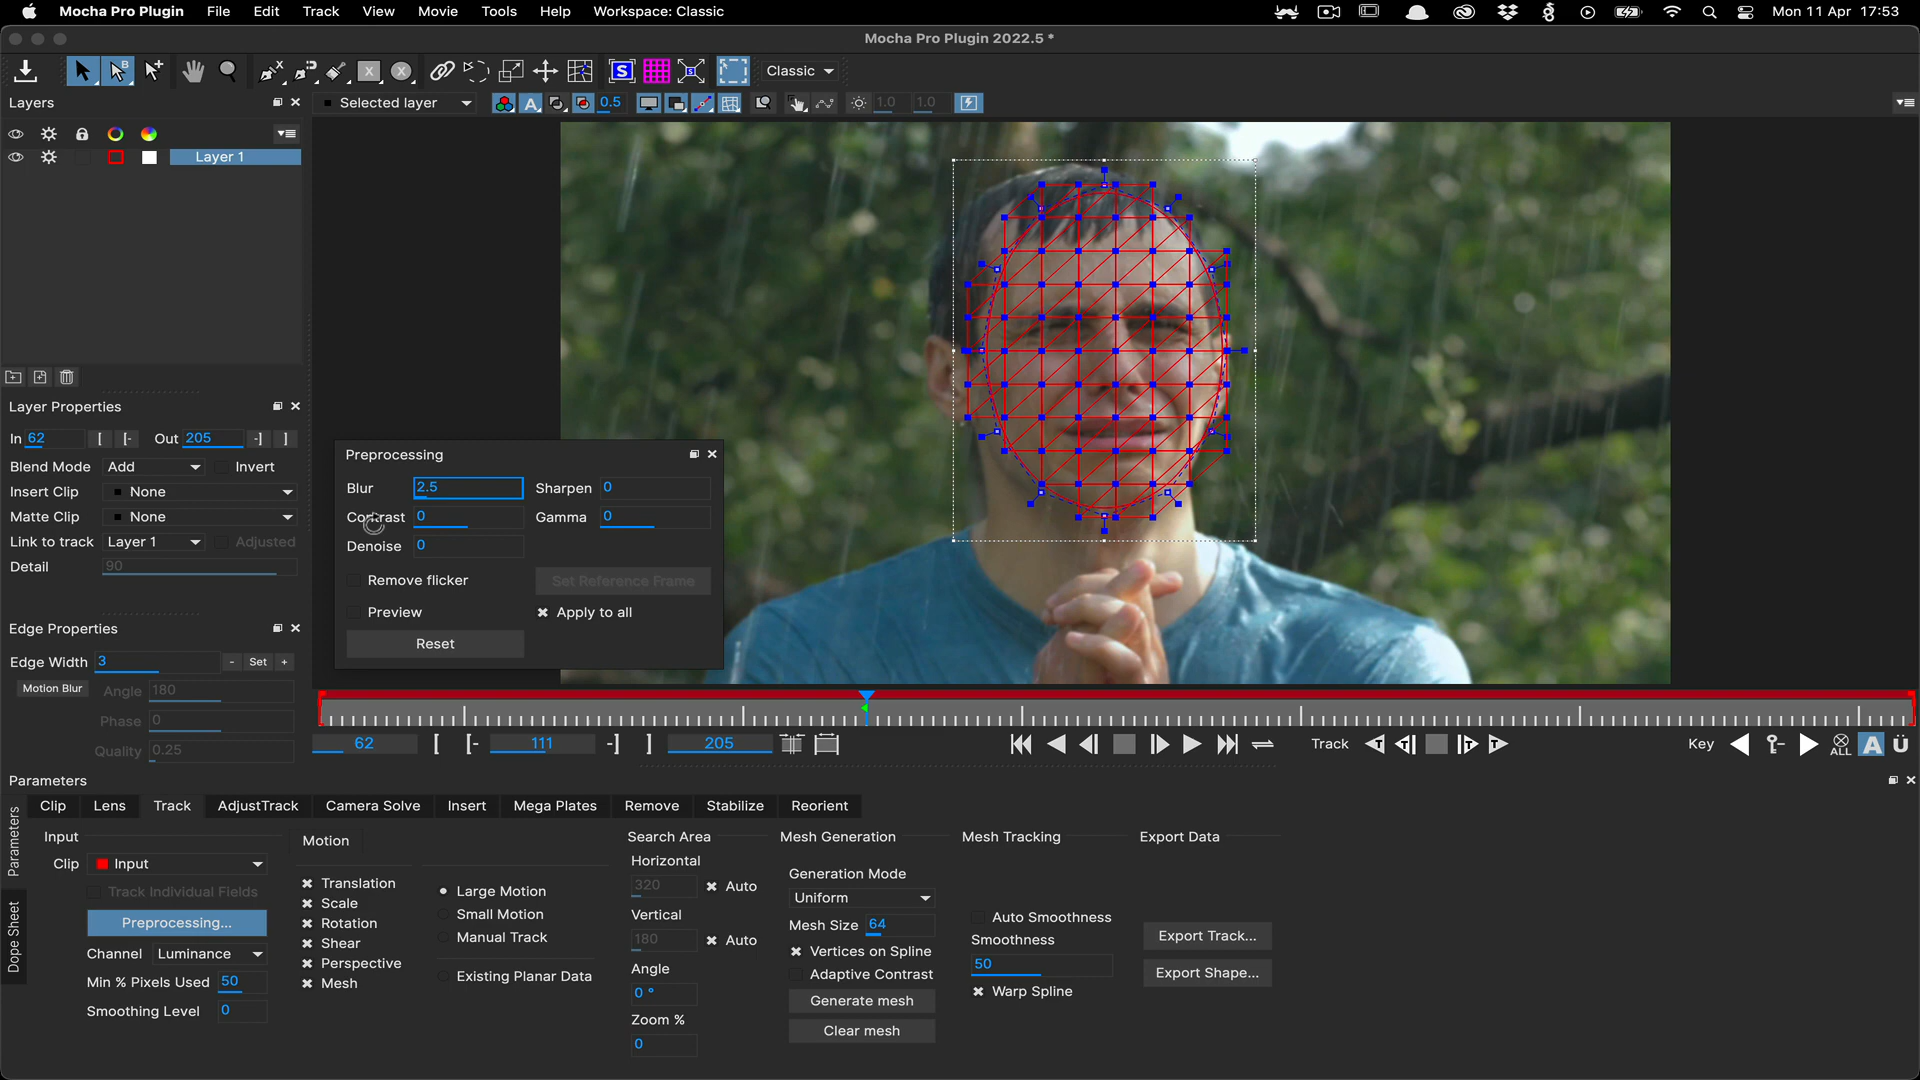 Mocha Pro Plugin File Edit Track View Movie Tools Help Workspace: Classic Mon 11 Apr 17:53
Mocha Pro Plugin 2022.5 *
Classic
Layers Selected layer 0.5 1.0 1.0
Layer 1
Layer Properties
In 62 [ [- Out 205 -] ]
Blend Mode Add Invert
Insert Clip None
Matte Clip None
Link to track Layer 1 Adjusted
Detail 90
Edge Properties
Edge Width 3 - Set +
Motion Blur Angle 180
Phase 0
Quality 0.25
Preprocessing
Blur 2.5 Sharpen 0
Contrast 0 Gamma 0
Denoise 0
Remove flicker Set Reference Frame
Preview Apply to all
Reset
62 [ [- 111 -] ] 205 Track Key ALL A Ü
Parameters
Clip Lens Track AdjustTrack Camera Solve Insert Mega Plates Remove Stabilize Reorient
Parameters
Dope Sheet
Input
Clip Input
Track Individual Fields
Preprocessing...
Channel Luminance
Min % Pixels Used 50
Smoothing Level 0
Motion
Translation
Scale
Rotation
Shear
Perspective
Mesh
Large Motion
Small Motion
Manual Track
Existing Planar Data
Search Area
Horizontal
320 Auto
Vertical
180 Auto
Angle
0 °
Zoom %
0
Mesh Generation
Generation Mode
Uniform
Mesh Size 64
Vertices on Spline
Adaptive Contrast
Generate mesh
Clear mesh
Mesh Tracking
Auto Smoothness
Smoothness
50
Warp Spline
Export Data
Export Track...
Export Shape...